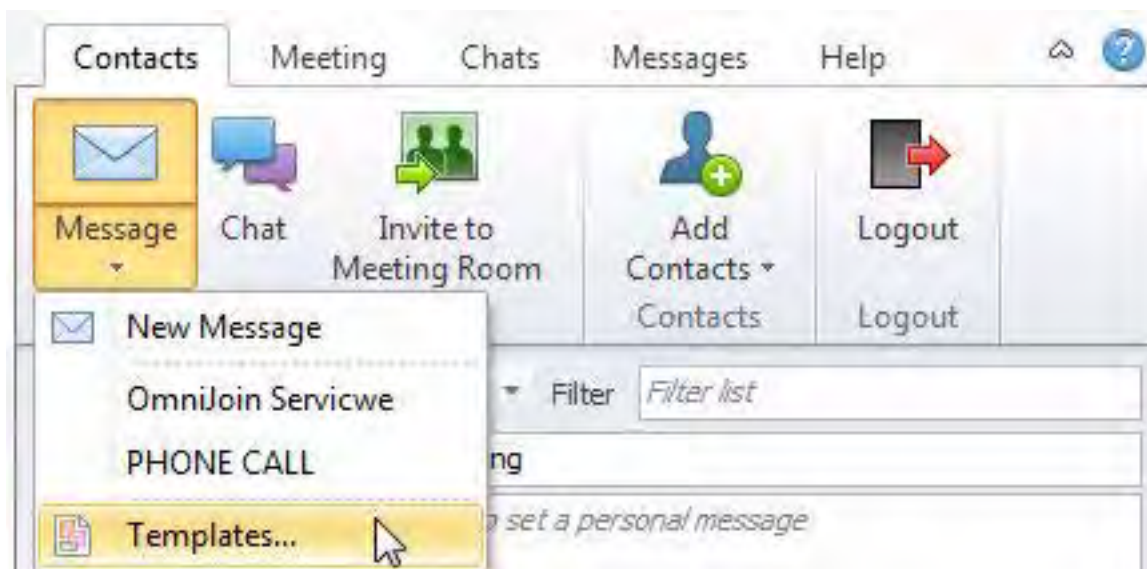 Contacts Meeting Chats Messages Help
Message Chat Invite to Meeting Room Add Contacts Logout
Contacts Logout
New Message
OmniJoin Servicwe
Filter Filter list
PHONE CALL
ng
Templates...
set a personal message